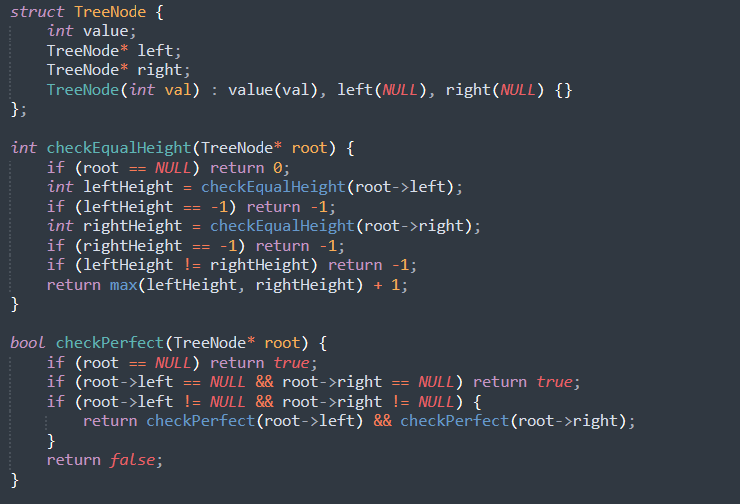 struct TreeNode {
    int value;
    TreeNode* left;
    TreeNode* right;
    TreeNode(int val) : value(val), left(NULL), right(NULL) {}
};

int checkEqualHeight(TreeNode* root) {
    if (root == NULL) return 0;
    int leftHeight = checkEqualHeight(root->left);
    if (leftHeight == -1) return -1;
    int rightHeight = checkEqualHeight(root->right);
    if (rightHeight == -1) return -1;
    if (leftHeight != rightHeight) return -1;
    return max(leftHeight, rightHeight) + 1;
}

bool checkPerfect(TreeNode* root) {
    if (root == NULL) return true;
    if (root->left == NULL && root->right == NULL) return true;
    if (root->left != NULL && root->right != NULL) {
        return checkPerfect(root->left) && checkPerfect(root->right);
    }
    return false;
}